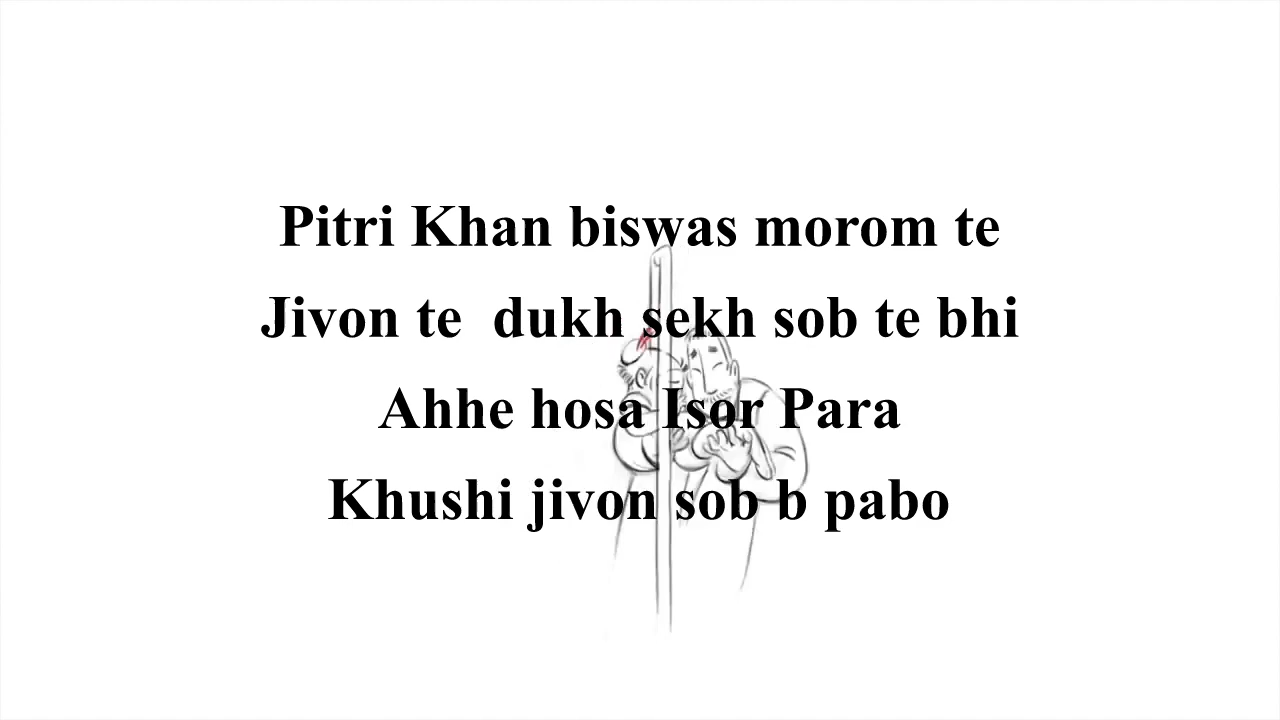 Pitri Khan biswas morom te
Jivon te  dukh sekh sob te bhi
Ahhe hosa Isor Para
Khushi jivon sob b pabo